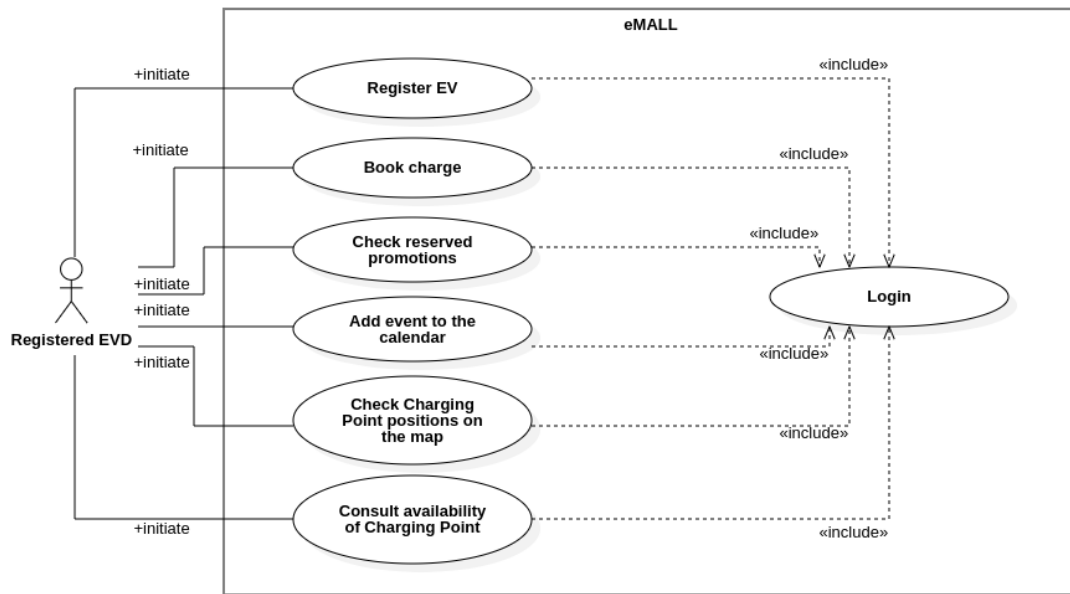 eMALL
+initiate
Register EV
«include»
+initiate
Book charge
«include»
+initiate
Check reserved
promotions
«include»
Login
Registered EVD
+initiate
Add event to the
calendar
«include»
+initiate
Check Charging
Point positions on
the map
«include»
+initiate
Consult availability
of Charging Point
«include»